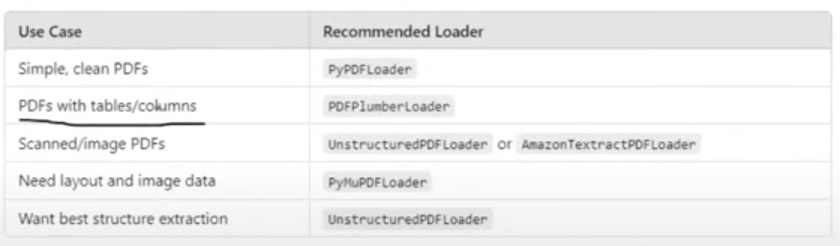 Use Case Recommended Loader
Simple, clean PDFs PyPDFLoader
PDFs with tables/columns PDFPlumberLoader
Scanned/image PDFs UnstructuredPDFLoader or AmazonTextractPDFLoader
Need layout and image data PyMuPDFLoader
Want best structure extraction UnstructuredPDFLoader